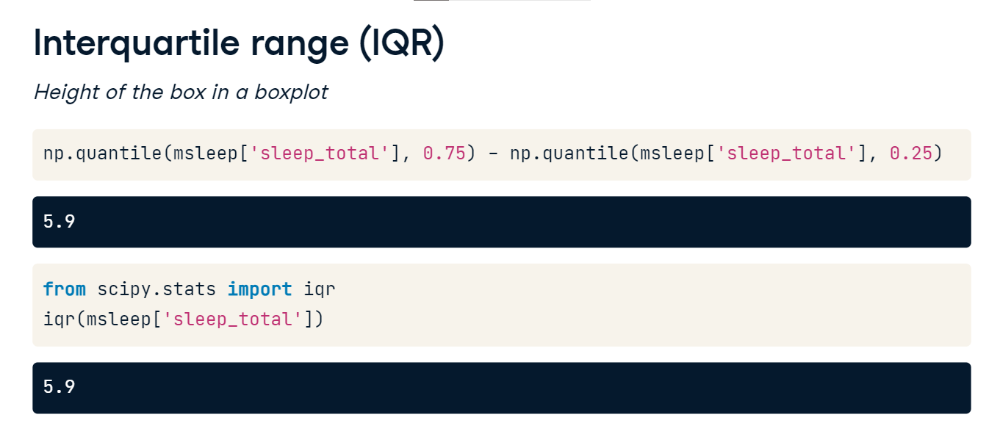 Interquartile range (IQR)
Height of the box in a boxplot
np.quantile(msleep['sleep_total'], 0.75) - np.quantile(msleep['sleep_total'], 0.25)
5.9
from scipy.stats import iqr
iqr(msleep['sleep_total'])
5.9